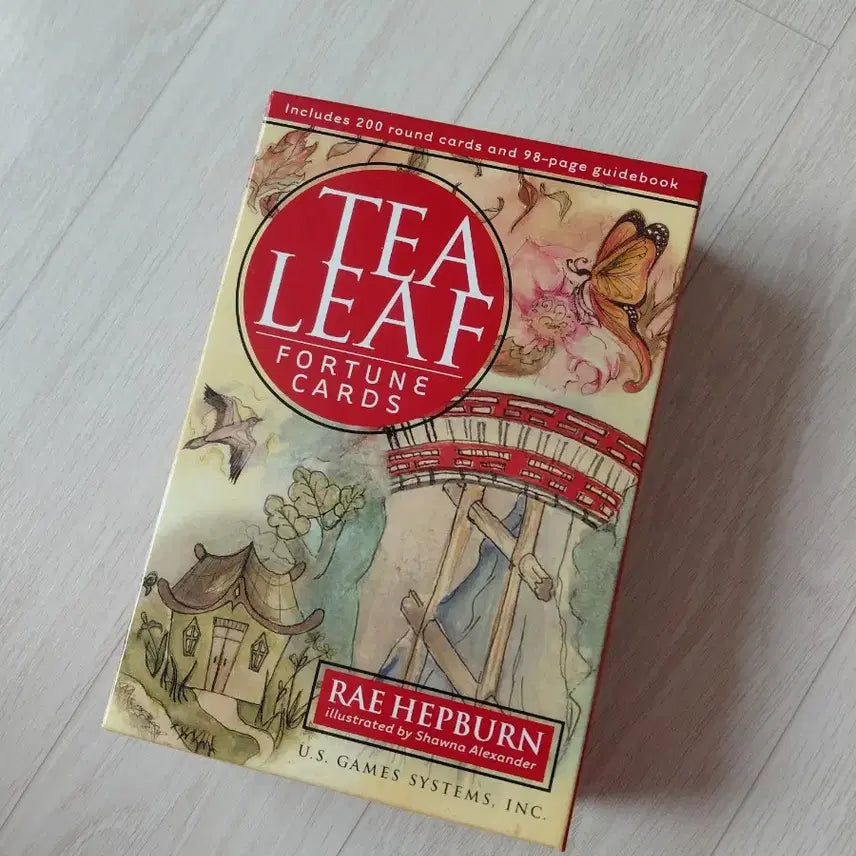 Includes 200 round cards and 98-page guidebook
TEA
LEAF
FORTUNE
CARDS
RAE HEPBURN
illustrated by Shawna Alexander
U.S. GAMES SYSTEMS, INC.